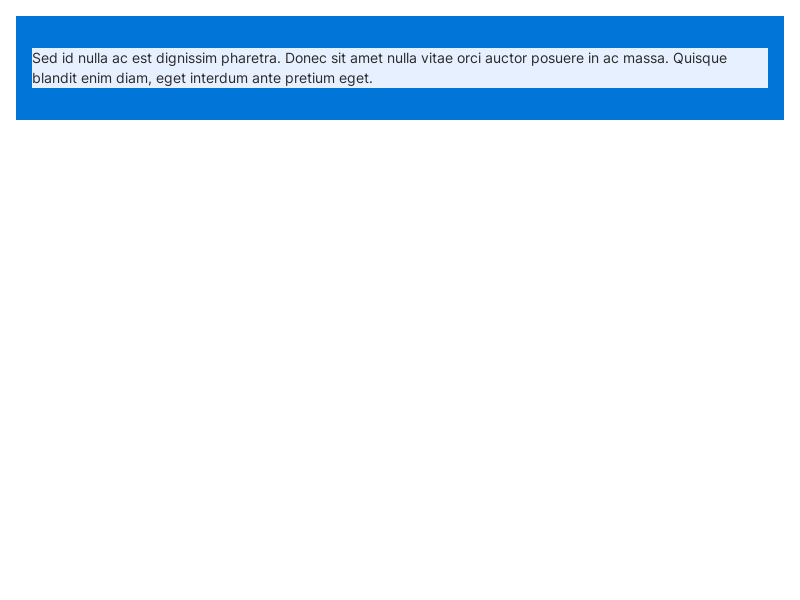 Sed id nulla ac est dignissim pharetra. Donec sit amet nulla vitae orci auctor posuere in ac massa. Quisque
blandit enim diam, eget interdum ante pretium eget.